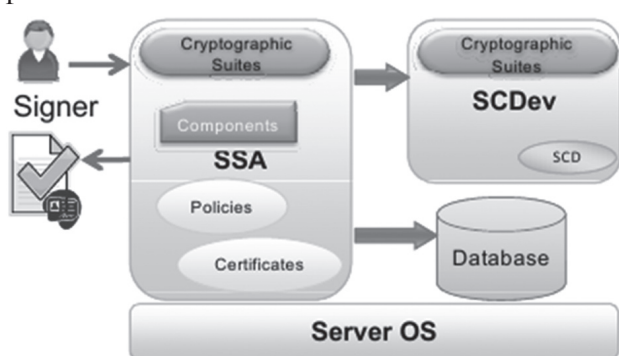 Signer
Cryptographic
Suites
Components
SSA
Policies
Certificates
Cryptographic
Suites
SCDev
SCD
Database
Server OS